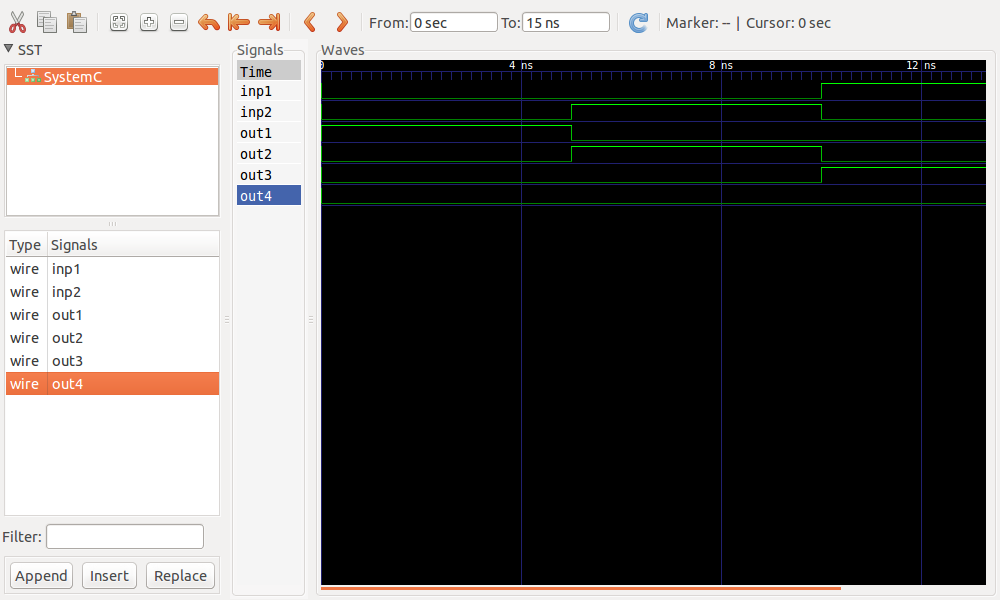 From: 0 sec To: 15 ns Marker: -- | Cursor: 0 sec
SST
SystemC
Type Signals
wire inp1
wire inp2
wire out1
wire out2
wire out3
wire out4
Filter:
Append Insert Replace
Signals
Time
inp1
inp2
out1
out2
out3
out4
Waves
0 4 ns 8 ns 12 ns